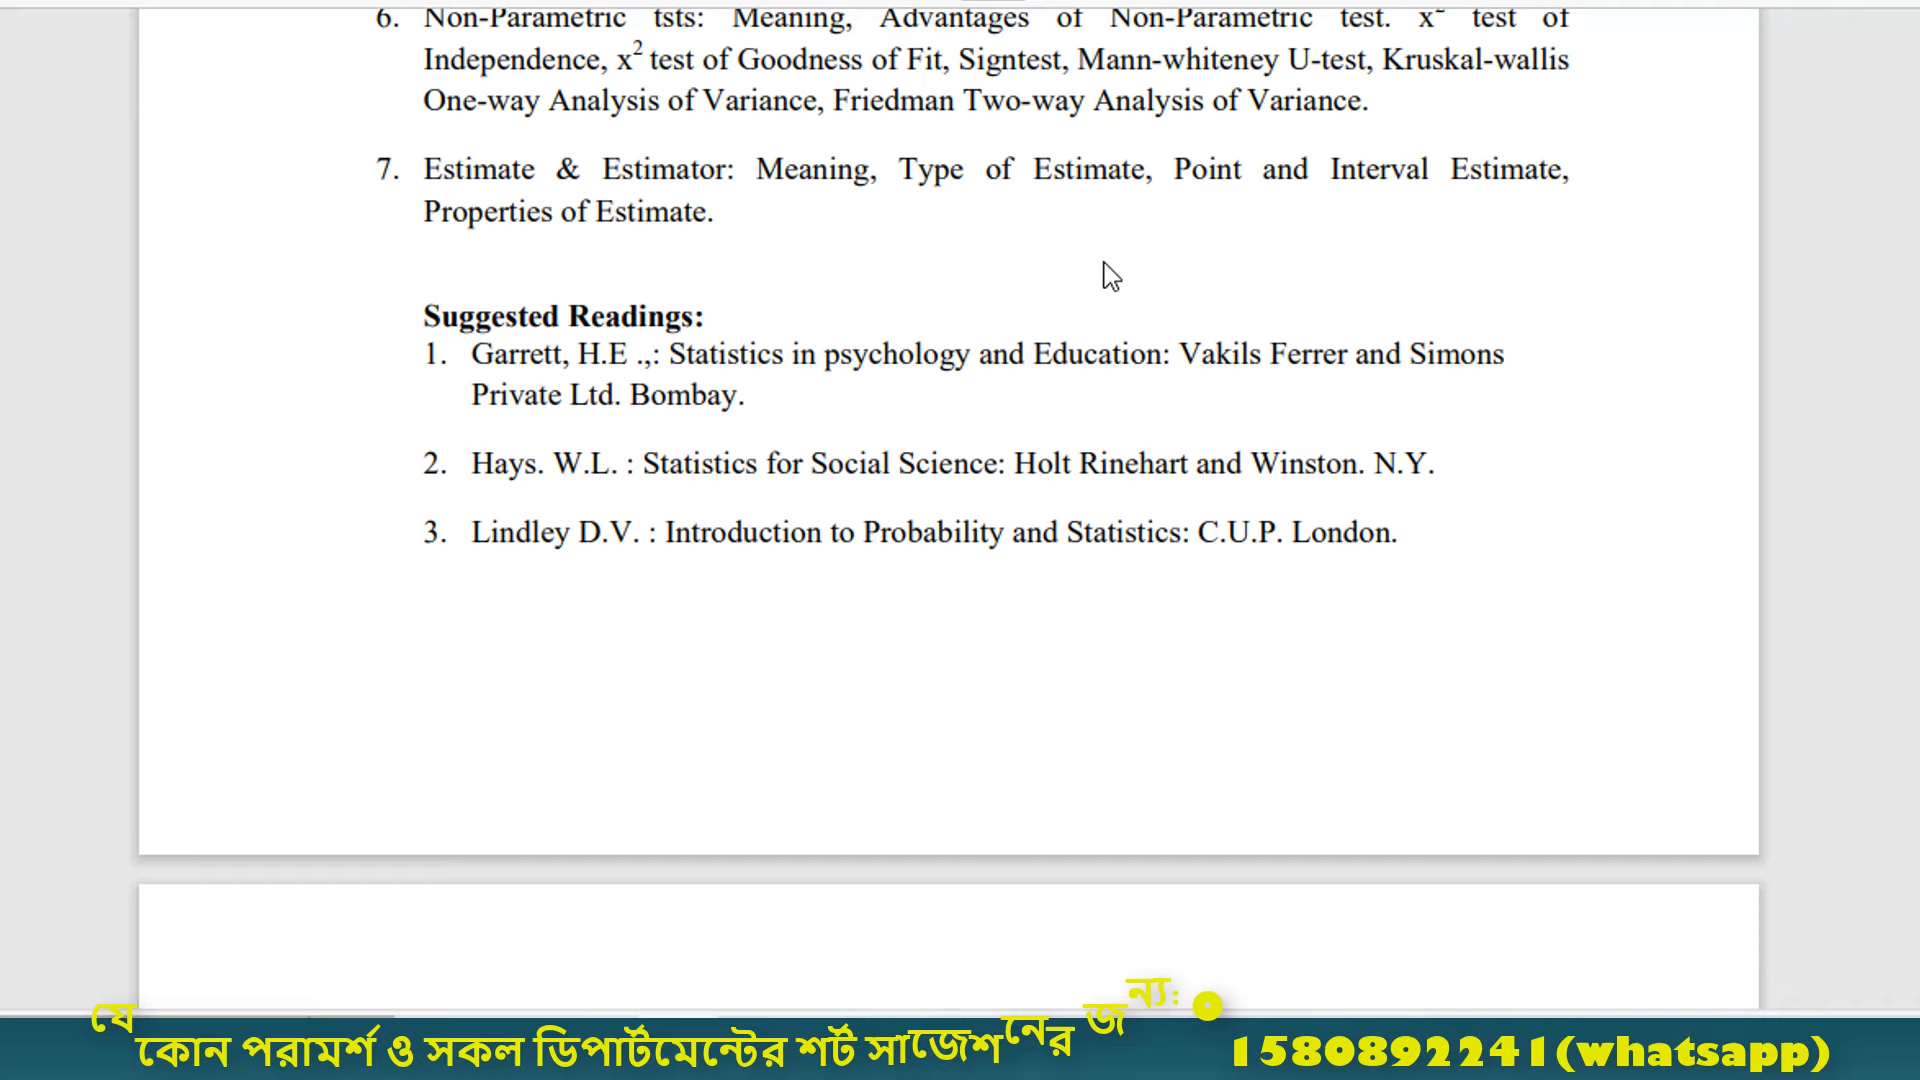 6. Non-Parametric tsts: Meaning, Advantages of Non-Parametric test. x² test of
Independence, x² test of Goodness of Fit, Signtest, Mann-whiteney U-test, Kruskal-wallis
One-way Analysis of Variance, Friedman Two-way Analysis of Variance.
7. Estimate & Estimator: Meaning, Type of Estimate, Point and Interval Estimate,
Properties of Estimate.
Suggested Readings:
1. Garrett, H.E .,: Statistics in psychology and Education: Vakils Ferrer and Simons
Private Ltd. Bombay.
2. Hays. W.L. : Statistics for Social Science: Holt Rinehart and Winston. N.Y.
3. Lindley D.V. : Introduction to Probability and Statistics: C.U.P. London.
যে কোন পরামর্শ ও সকল ডিপার্টমেন্টের শর্ট সাজেশনের জন্য: ০1580892241(whatsapp)